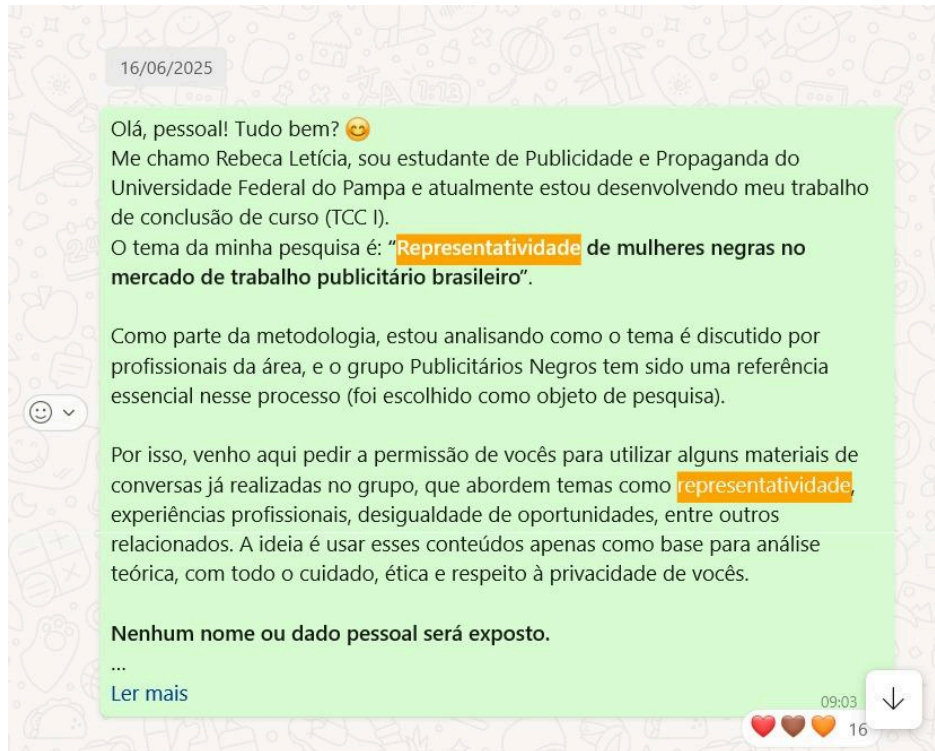 16/06/2025
Olá, pessoal! Tudo bem? 😊
Me chamo Rebeca Letícia, sou estudante de Publicidade e Propaganda do
Universidade Federal do Pampa e atualmente estou desenvolvendo meu trabalho
de conclusão de curso (TCC I).
O tema da minha pesquisa é: “Representatividade de mulheres negras no
mercado de trabalho publicitário brasileiro”.
Como parte da metodologia, estou analisando como o tema é discutido por
profissionais da área, e o grupo Publicitários Negros tem sido uma referência
essencial nesse processo (foi escolhido como objeto de pesquisa).
Por isso, venho aqui pedir a permissão de vocês para utilizar alguns materiais de
conversas já realizadas no grupo, que abordem temas como representatividade,
experiências profissionais, desigualdade de oportunidades, entre outros
relacionados. A ideia é usar esses conteúdos apenas como base para análise
teórica, com todo o cuidado, ética e respeito à privacidade de vocês.
Nenhum nome ou dado pessoal será exposto.
...
Ler mais
09:03
❤️🤎🧡 16